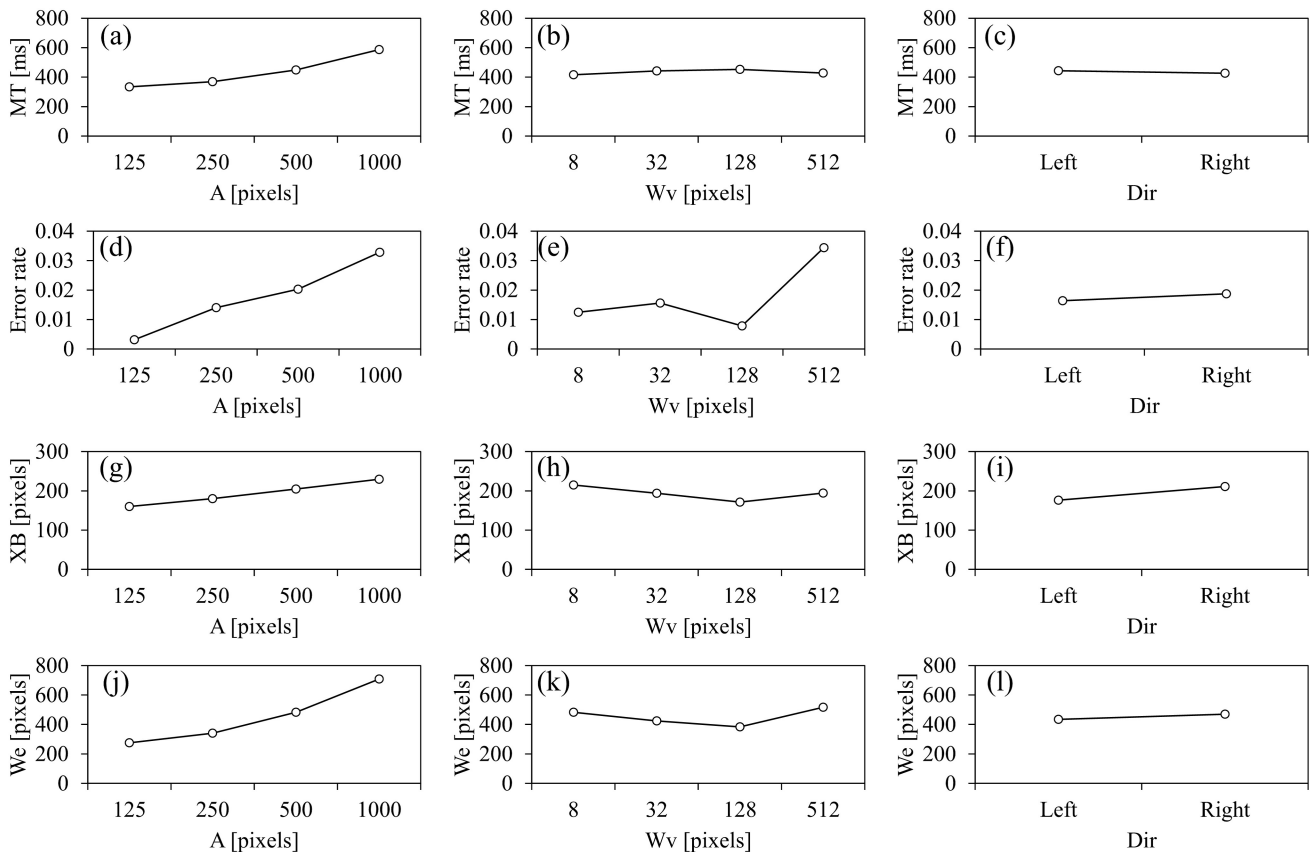 (a)
MT [ms]
800
600
400
200
0
125 250 500 1000
A [pixels]
(b)
MT [ms]
800
600
400
200
0
8 32 128 512
Wv [pixels]
(c)
MT [ms]
800
600
400
200
0
Left Right
Dir
(d)
Error rate
0.04
0.03
0.02
0.01
0
125 250 500 1000
A [pixels]
(e)
Error rate
0.04
0.03
0.02
0.01
0
8 32 128 512
Wv [pixels]
(f)
Error rate
0.04
0.03
0.02
0.01
0
Left Right
Dir
(g)
XB [pixels]
300
200
100
0
125 250 500 1000
A [pixels]
(h)
XB [pixels]
300
200
100
0
8 32 128 512
Wv [pixels]
(i)
XB [pixels]
300
200
100
0
Left Right
Dir
(j)
We [pixels]
800
600
400
200
0
125 250 500 1000
A [pixels]
(k)
We [pixels]
800
600
400
200
0
8 32 128 512
Wv [pixels]
(l)
We [pixels]
800
600
400
200
0
Left Right
Dir